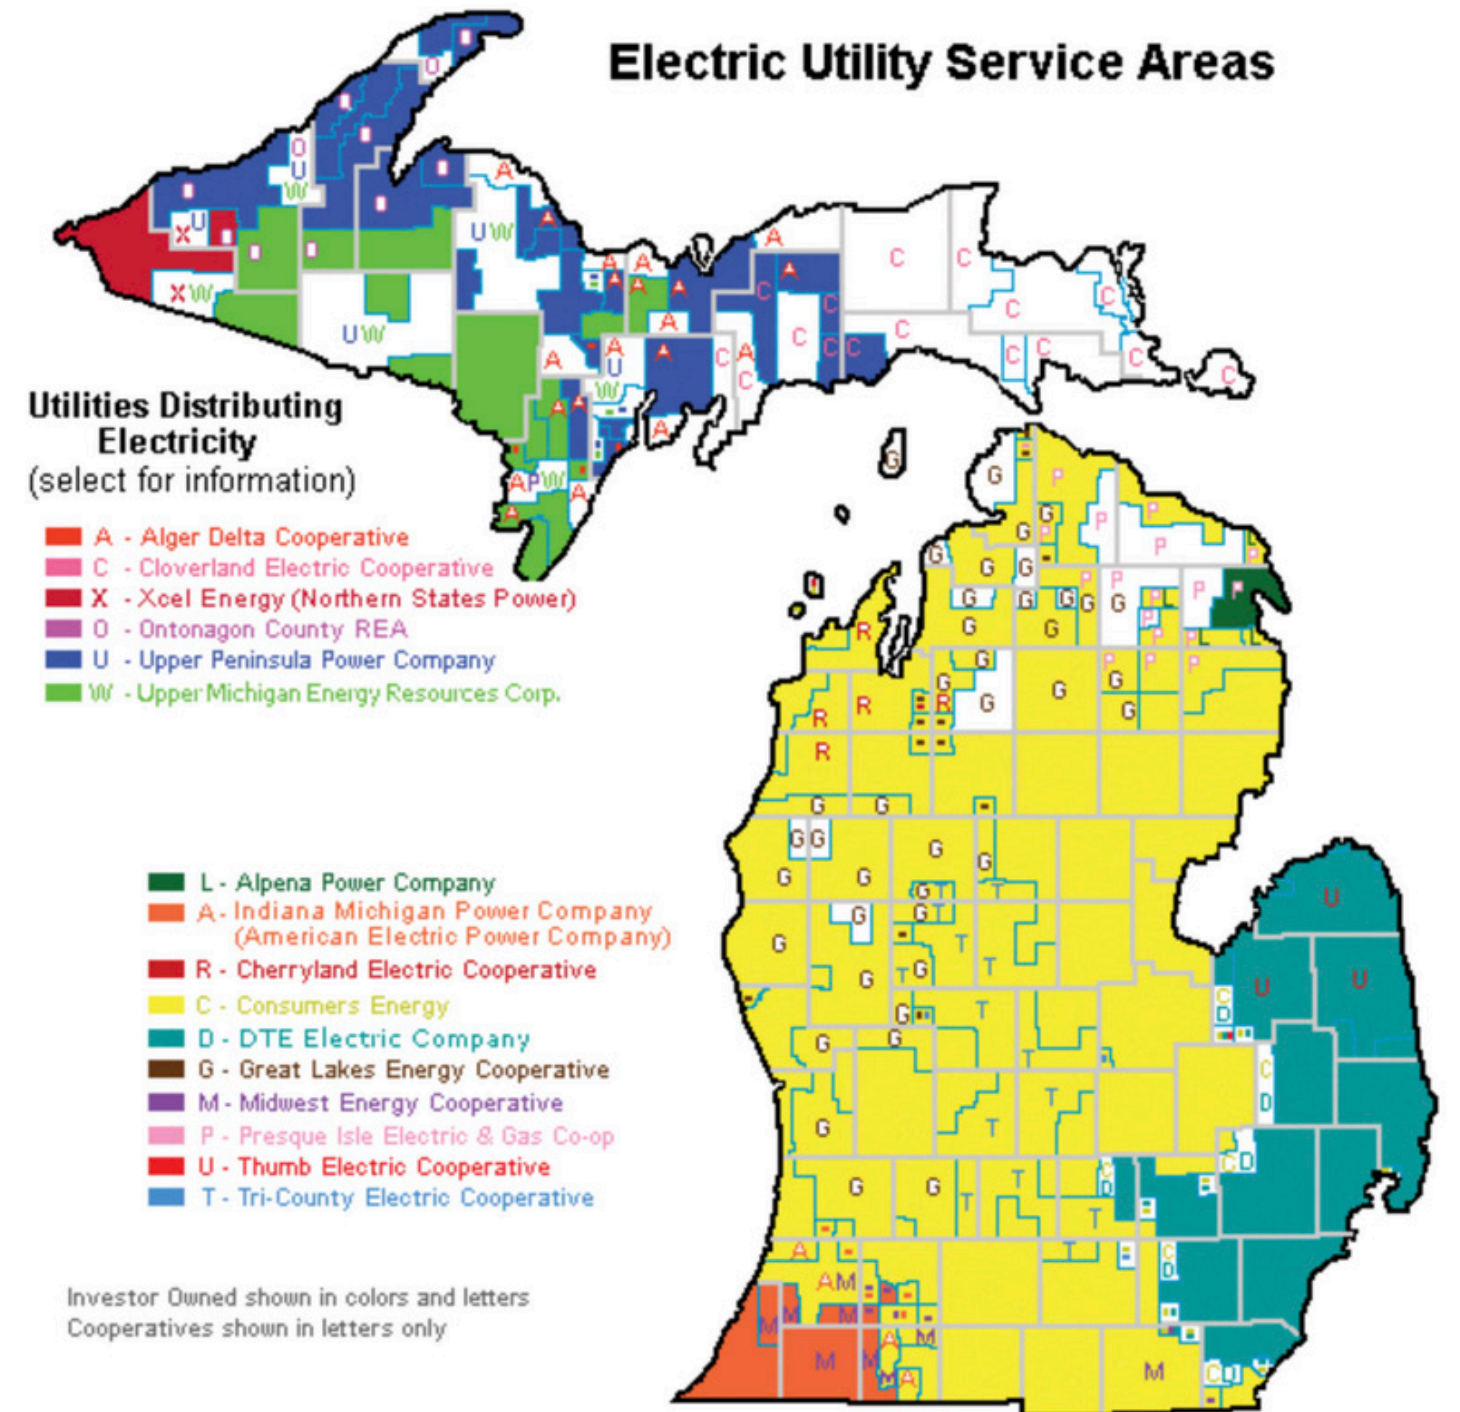 Electric Utility Service Areas
Utilities Distributing
Electricity
(select for information)
A - Alger Delta Cooperative
C - Cloverland Electric Cooperative
X - Xcel Energy (Northern States Power)
O - Ontonagon County REA
U - Upper Peninsula Power Company
W - Upper Michigan Energy Resources Corp.
L - Alpena Power Company
A - Indiana Michigan Power Company
(American Electric Power Company)
R - Cherryland Electric Cooperative
C - Consumers Energy
D - DTE Electric Company
G - Great Lakes Energy Cooperative
M - Midwest Energy Cooperative
P - Presque Isle Electric & Gas Co-op
U - Thumb Electric Cooperative
T - Tri-County Electric Cooperative
Investor Owned shown in colors and letters
Cooperatives shown in letters only